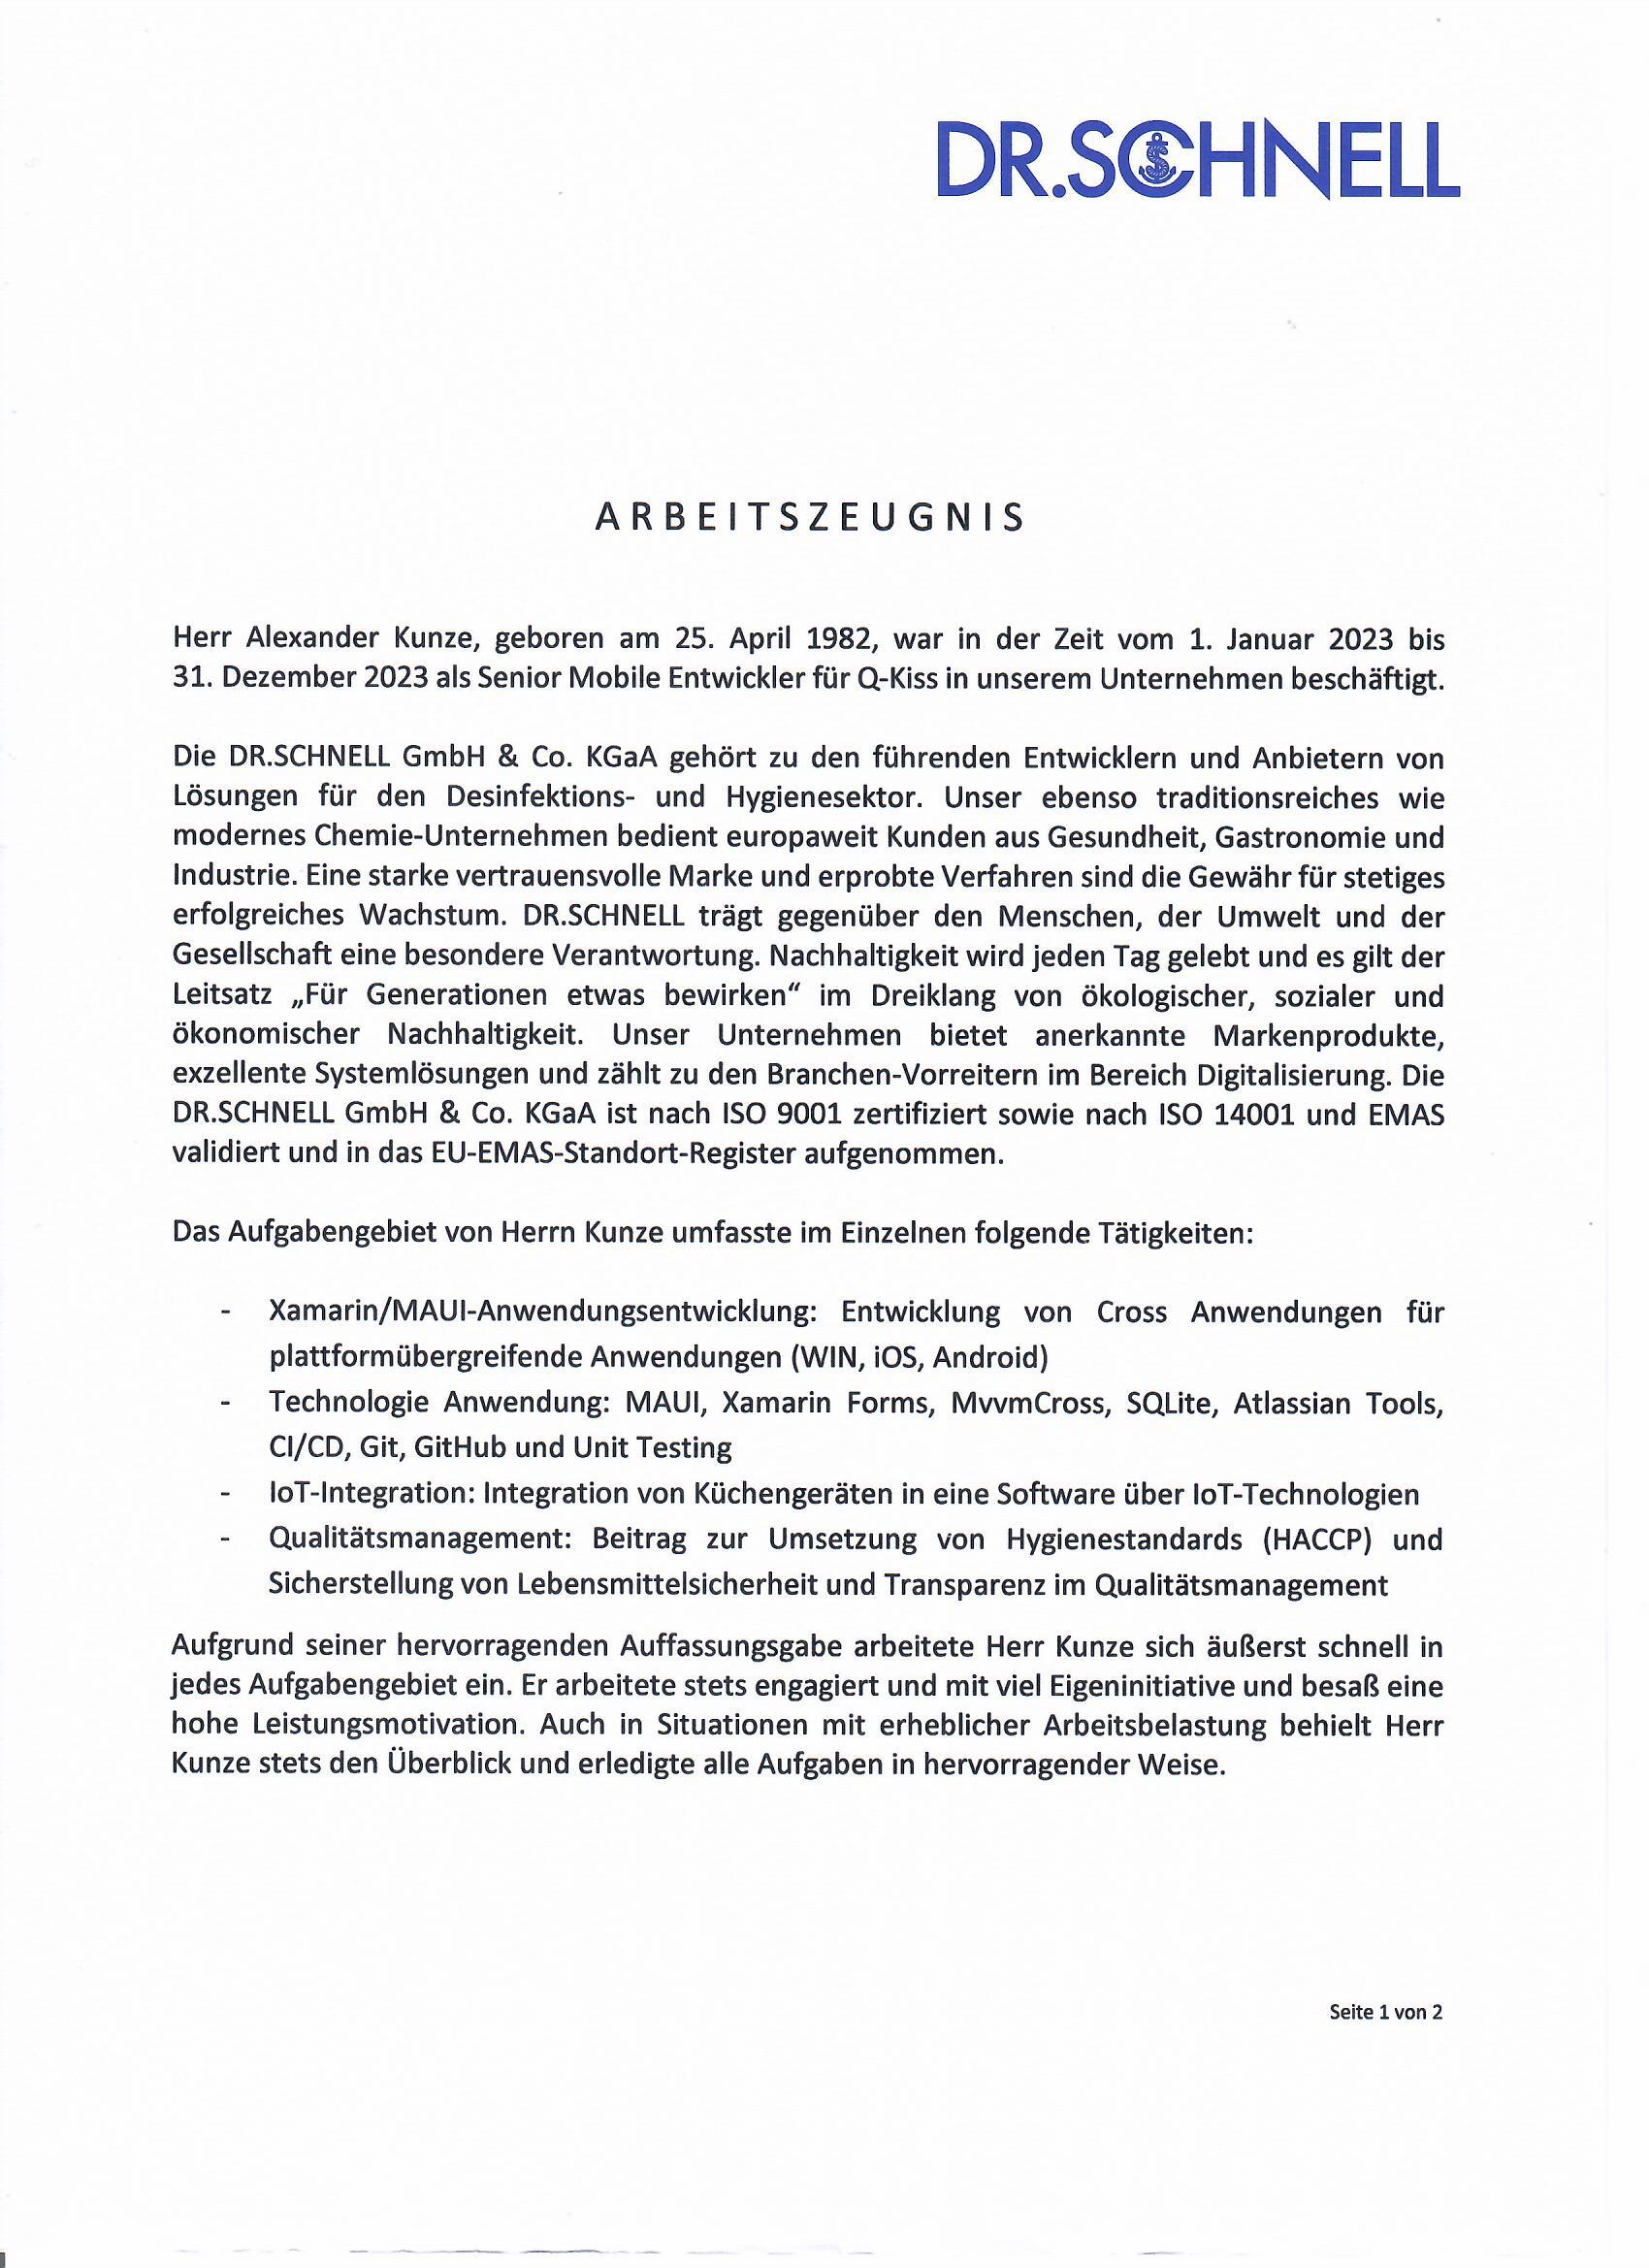 DR.SCHNELL
ARBEITSZEUGNIS
Herr Alexander Kunze, geboren am 25. April 1982, war in der Zeit vom 1. Januar 2023 bis
31. Dezember 2023 als Senior Mobile Entwickler für Q-Kiss in unserem Unternehmen beschäftigt.
Die DR.SCHNELL GmbH & Co. KGaA gehört zu den führenden Entwicklern und Anbietern von
Lösungen für den Desinfektions- und Hygienesektor. Unser ebenso traditionsreiches wie
modernes Chemie-Unternehmen bedient europaweit Kunden aus Gesundheit, Gastronomie und
Industrie. Eine starke vertrauensvolle Marke und erprobte Verfahren sind die Gewähr für stetiges
erfolgreiches Wachstum. DR.SCHNELL trägt gegenüber den Menschen, der Umwelt und der
Gesellschaft eine besondere Verantwortung. Nachhaltigkeit wird jeden Tag gelebt und es gilt der
Leitsatz „Für Generationen etwas bewirken“ im Dreiklang von ökologischer, sozialer und
ökonomischer Nachhaltigkeit. Unser Unternehmen bietet anerkannte Markenprodukte,
exzellente Systemlösungen und zählt zu den Branchen-Vorreitern im Bereich Digitalisierung. Die
DR.SCHNELL GmbH & Co. KGaA ist nach ISO 9001 zertifiziert sowie nach ISO 14001 und EMAS
validiert und in das EU-EMAS-Standort-Register aufgenommen.
Das Aufgabengebiet von Herrn Kunze umfasste im Einzelnen folgende Tätigkeiten:
- Xamarin/MAUI-Anwendungsentwicklung: Entwicklung von Cross Anwendungen für
plattformübergreifende Anwendungen (WIN, iOS, Android)
- Technologie Anwendung: MAUI, Xamarin Forms, MvvmCross, SQLite, Atlassian Tools,
CI/CD, Git, GitHub und Unit Testing
- IoT-Integration: Integration von Küchengeräten in eine Software über IoT-Technologien
- Qualitätsmanagement: Beitrag zur Umsetzung von Hygienestandards (HACCP) und
Sicherstellung von Lebensmittelsicherheit und Transparenz im Qualitätsmanagement
Aufgrund seiner hervorragenden Auffassungsgabe arbeitete Herr Kunze sich äußerst schnell in
jedes Aufgabengebiet ein. Er arbeitete stets engagiert und mit viel Eigeninitiative und besaß eine
hohe Leistungsmotivation. Auch in Situationen mit erheblicher Arbeitsbelastung behielt Herr
Kunze stets den Überblick und erledigte alle Aufgaben in hervorragender Weise.
Seite 1 von 2